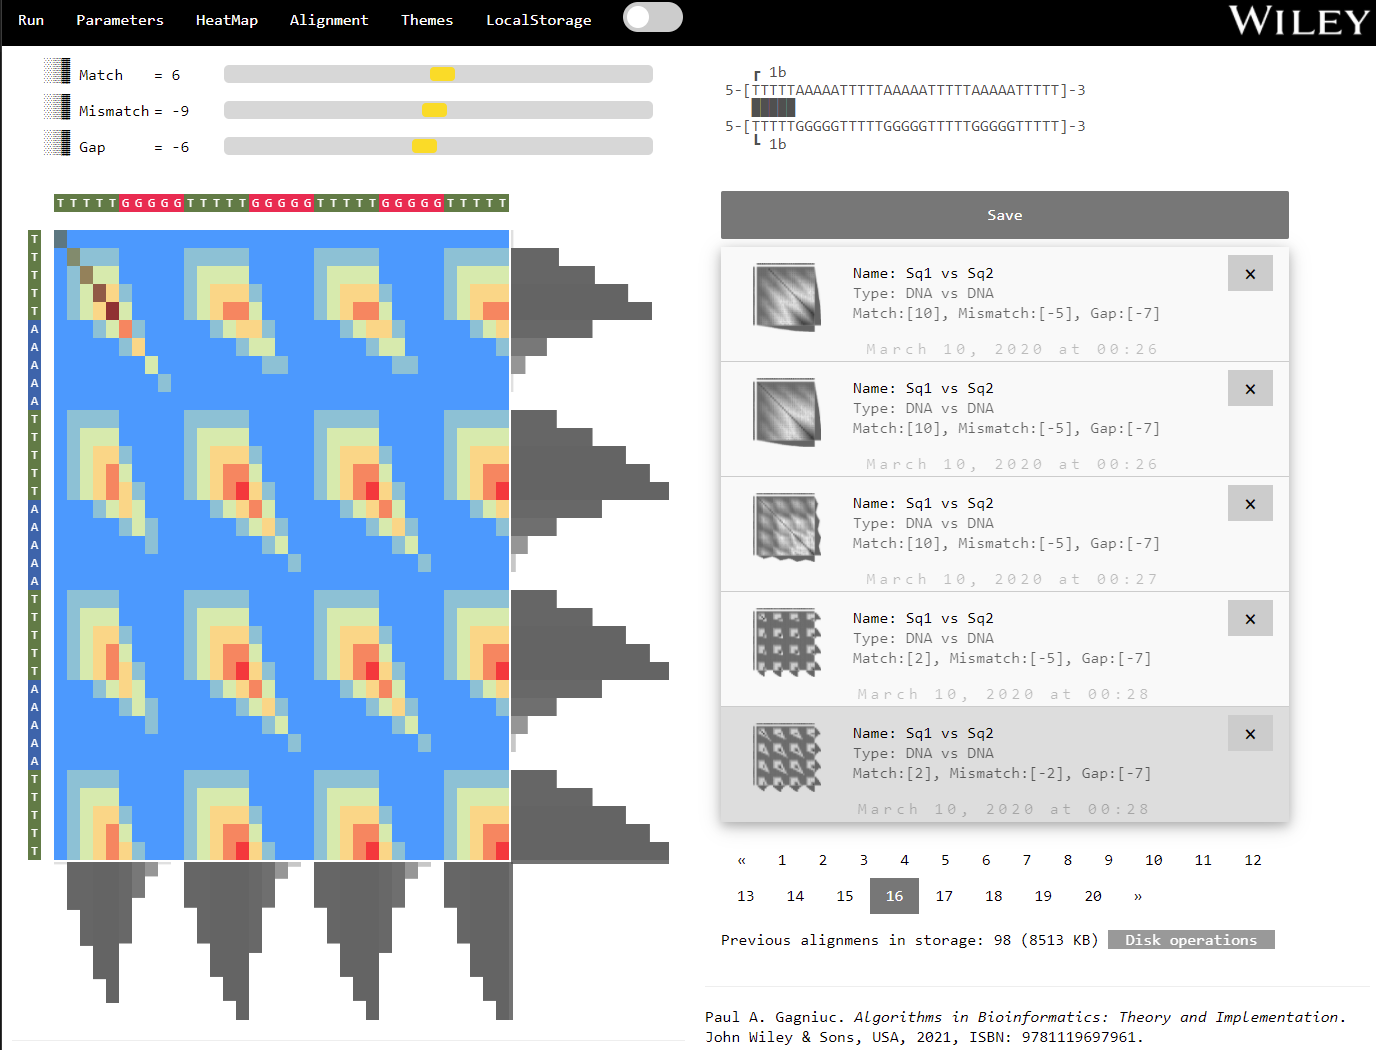 Run Parameters HeatMap Alignment Themes LocalStorage WILEY
Match = 6
Mismatch = -9
Gap = -6
┏ 1b
5-[TTTTTAAAAATTTTTAAAAATTTTTAAAAATTTTT]-3
5-[TTTTTGGGGGTTTTTGGGGGTTTTTGGGGGTTTTT]-3
┗ 1b
TTTTTGGGGGTTTTTGGGGGTTTTTGGGGGTTTTT
T
T
T
T
T
A
A
A
A
A
T
T
T
T
T
A
A
A
A
A
T
T
T
T
T
A
A
A
A
A
T
T
T
T
T
Save
Name: Sq1 vs Sq2 ×
Type: DNA vs DNA
Match:[10], Mismatch:[-5], Gap:[-7]
March 10, 2020 at 00:26
Name: Sq1 vs Sq2 ×
Type: DNA vs DNA
Match:[10], Mismatch:[-5], Gap:[-7]
March 10, 2020 at 00:26
Name: Sq1 vs Sq2 ×
Type: DNA vs DNA
Match:[10], Mismatch:[-5], Gap:[-7]
March 10, 2020 at 00:27
Name: Sq1 vs Sq2 ×
Type: DNA vs DNA
Match:[2], Mismatch:[-5], Gap:[-7]
March 10, 2020 at 00:28
Name: Sq1 vs Sq2 ×
Type: DNA vs DNA
Match:[2], Mismatch:[-2], Gap:[-7]
March 10, 2020 at 00:28
« 1 2 3 4 5 6 7 8 9 10 11 12
13 14 15 16 17 18 19 20 »
Previous alignmens in storage: 98 (8513 KB) Disk operations
Paul A. Gagniuc. Algorithms in Bioinformatics: Theory and Implementation.
John Wiley & Sons, USA, 2021, ISBN: 9781119697961.